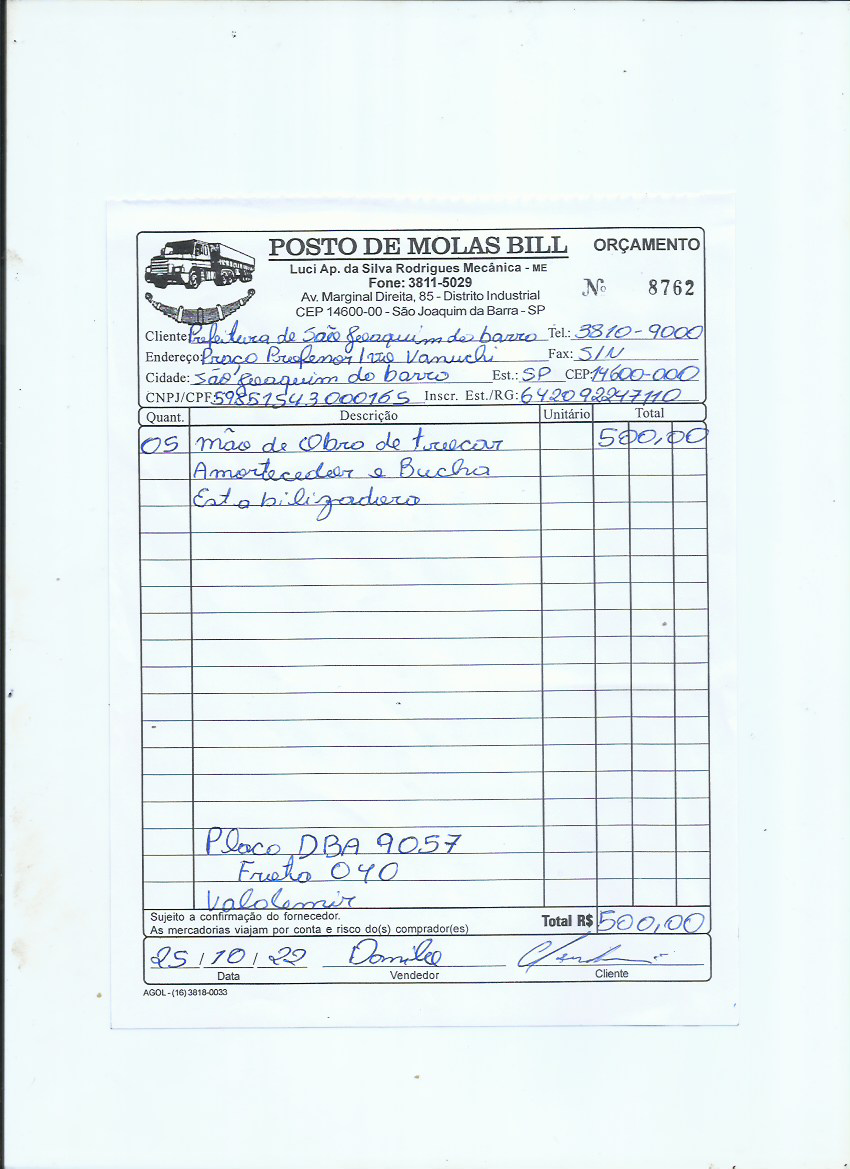 POSTO DE MOLAS BILL
ORÇAMENTO
Luci Ap. da Silva Rodrigues Mecânica - ME
Fone: 3811-5029
Av. Marginal Direita, 85 - Distrito Industrial
CEP 14600-00 - São Joaquim da Barra - SP
Nº 8762
Cliente Prefeitura de São Joaquim da barra Tel.: 3810-9000
Endereço Praca Professor Ivo Vanuchi Fax: S/N
Cidade: São Joaquim da barra Est.: SP CEP: 14600-000
CNPJ/CPF 59851543000165 Inscr. Est./RG: 642092247110
Quant. Descrição Unitário Total
05 mão de Obra de trocar 500,00
Amortecedor e Bucha
Estabilizadora
Placa DBA 9057
Frota 040
Valdemir
Sujeito a confirmação do fornecedor.
As mercadorias viajam por conta e risco do(s) comprador(es)
Total R$ 500,00
25/10/22 Danilo
Data Vendedor Cliente
AGOL - (16) 3818-0033